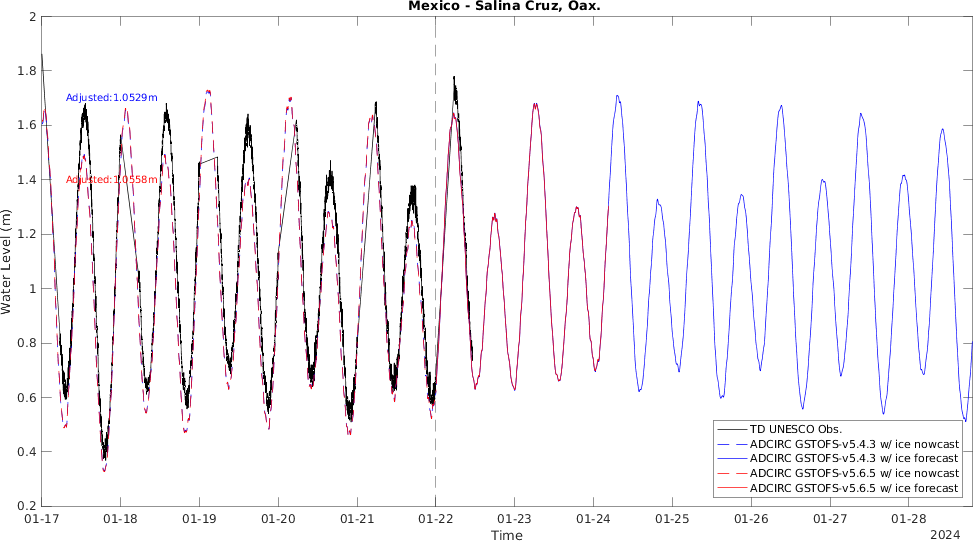 Mexico - Salina Cruz, Oax.
2
1.8
1.6
1.4
1.2
1
0.8
0.6
0.4
0.2
Water Level (m)
Adjusted:1.0529m
Adjusted:1.0558m
TD UNESCO Obs.
ADCIRC GSTOFS-v5.4.3 w/ ice nowcast
ADCIRC GSTOFS-v5.4.3 w/ ice forecast
ADCIRC GSTOFS-v5.6.5 w/ ice nowcast
ADCIRC GSTOFS-v5.6.5 w/ ice forecast
01-17 01-18 01-19 01-20 01-21 01-22 01-23 01-24 01-25 01-26 01-27 01-28
Time
2024